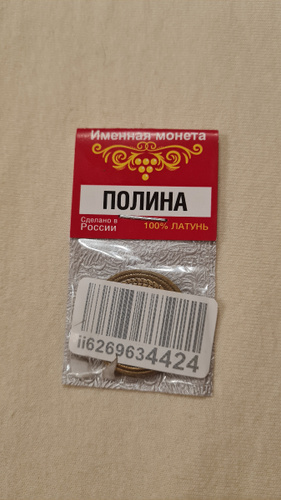 Именная монета
ПОЛИНА
Сделано в
России
100% ЛАТУНЬ
ii6269634424